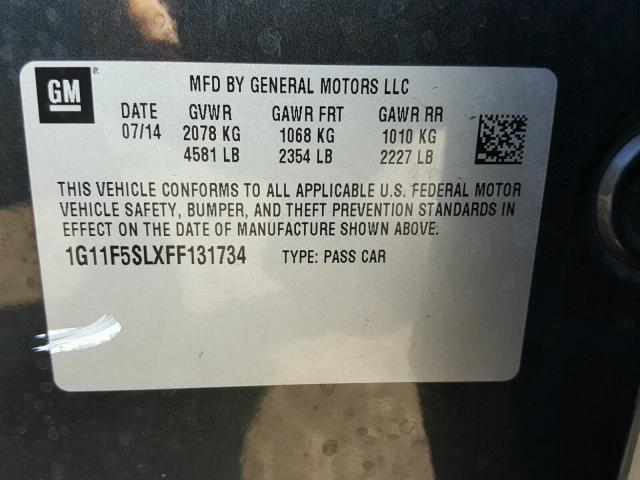 GM
MFD BY GENERAL MOTORS LLC
DATE GVWR GAWR FRT GAWR RR
07/14 2078 KG 1068 KG 1010 KG
4581 LB 2354 LB 2227 LB
THIS VEHICLE CONFORMS TO ALL APPLICABLE U.S. FEDERAL MOTOR
VEHICLE SAFETY, BUMPER, AND THEFT PREVENTION STANDARDS IN
EFFECT ON THE DATE OF MANUFACTURE SHOWN ABOVE.
1G11F5SLXFF131734 TYPE: PASS CAR